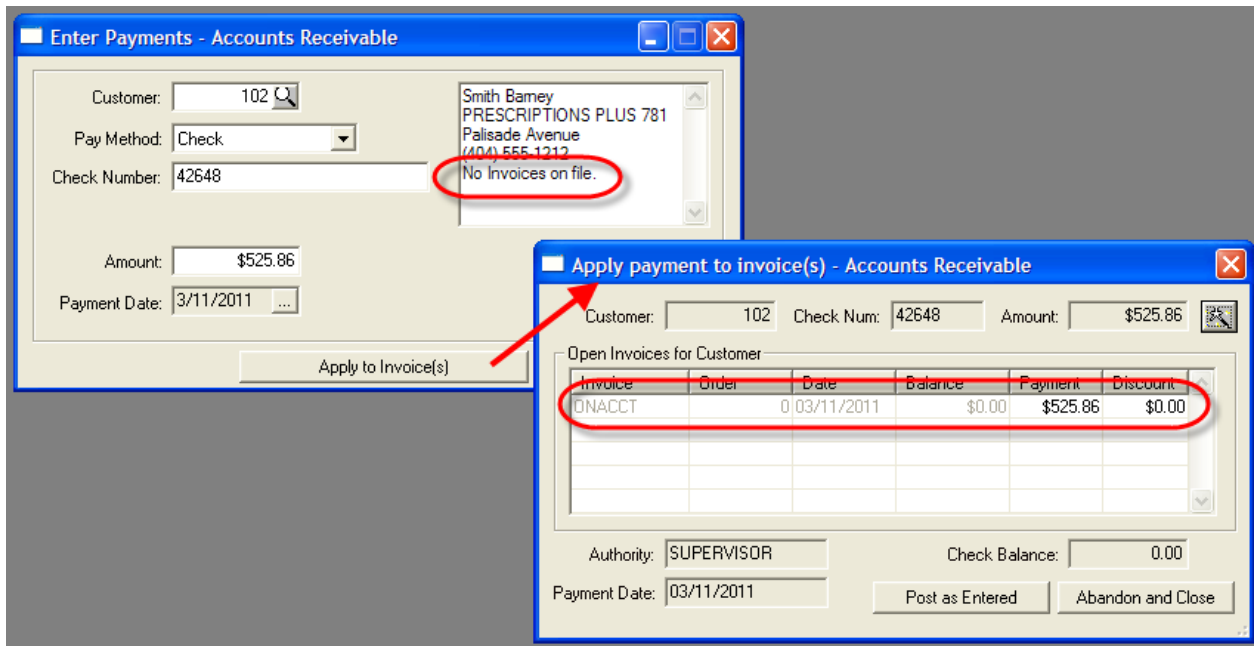 Enter Payments - Accounts Receivable
Customer: 102
Pay Method: Check
Check Number: 42648
Smith Barney
PRESCRIPTIONS PLUS 781
Palisade Avenue
(404) 555-1212
No Invoices on file.
Amount: $525.86
Payment Date: 3/11/2011 ...
Apply to Invoice(s)
Apply payment to invoice(s) - Accounts Receivable
Customer: 102 Check Num: 42648 Amount: $525.86
Open Invoices for Customer
Invoice Order Date Balance Payment Discount
ONACCT 0 03/11/2011 $0.00 $525.86 $0.00
Authority: SUPERVISOR Check Balance: 0.00
Payment Date: 03/11/2011 Post as Entered Abandon and Close